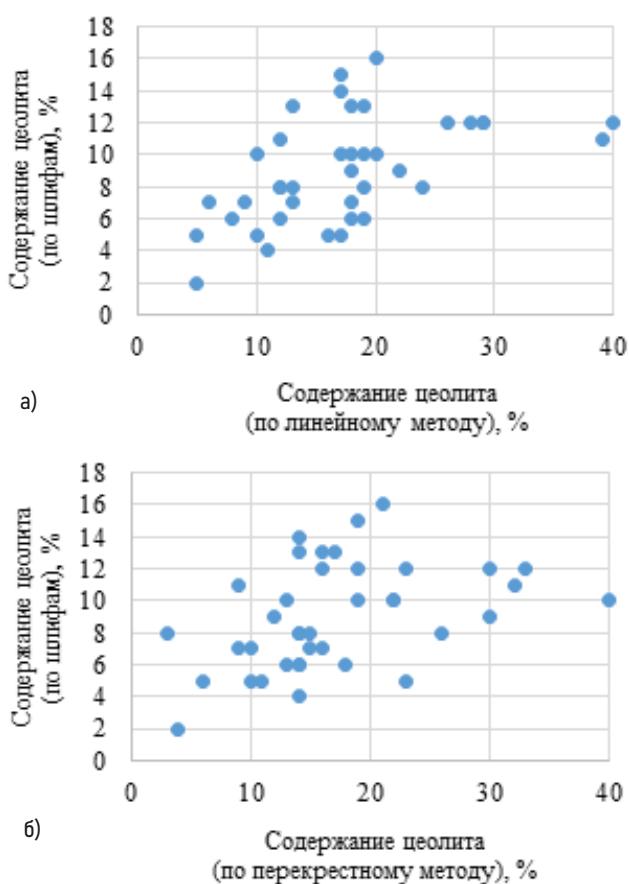 18
16
14
12
10
8
6
4
2
0
Содержание цеолита
(по шлифам), %
0 10 20 30 40
а)
Содержание цеолита
(по линейному методу), %
18
16
14
12
10
8
6
4
2
0
Содержание цеолита
(по шлифам), %
0 10 20 30 40
б)
Содержание цеолита
(по перекрестному методу), %